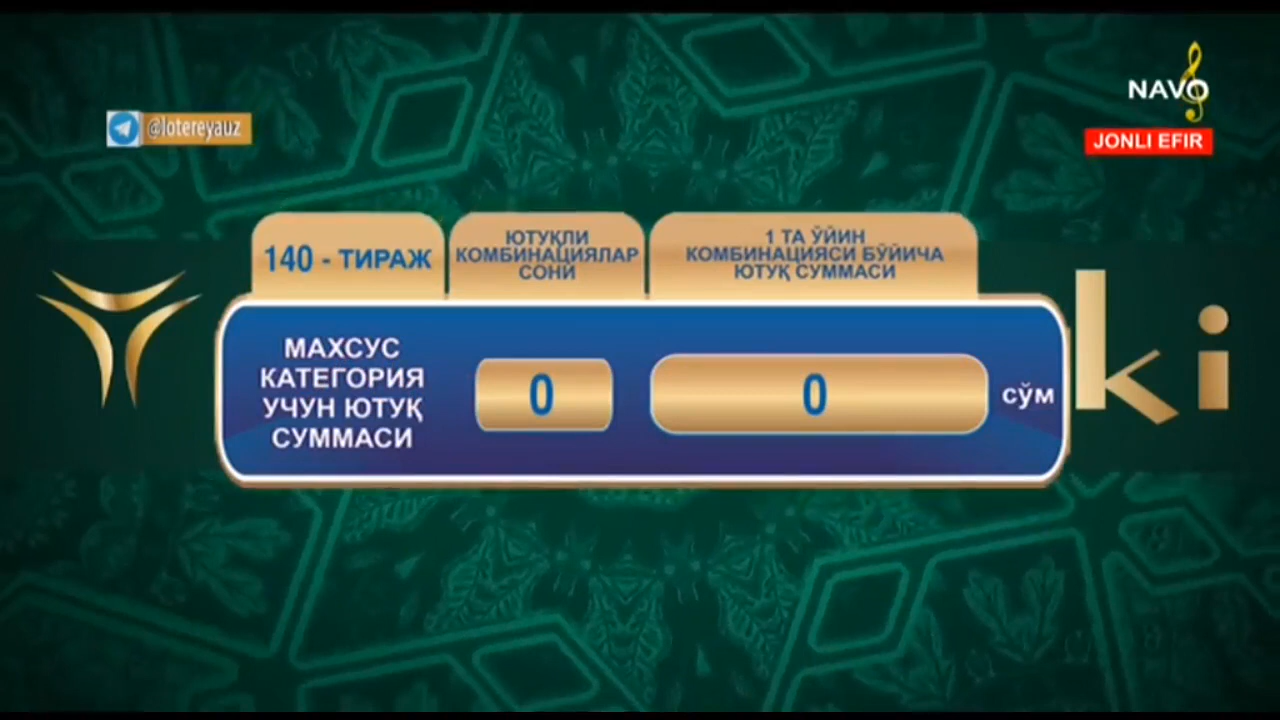 NAVO
@lotereyauz
JONLI EFIR
140 - ТИРАЖ
ЮТУҚЛИ
КОМБИНАЦИЯЛАР
СОНИ
1 ТА ЎЙИН
КОМБИНАЦИЯСИ БЎЙИЧА
ЮТУҚ СУММАСИ
МАХСУС
КАТЕГОРИЯ
УЧУН ЮТУҚ
СУММАСИ
0
0
сўм
ki